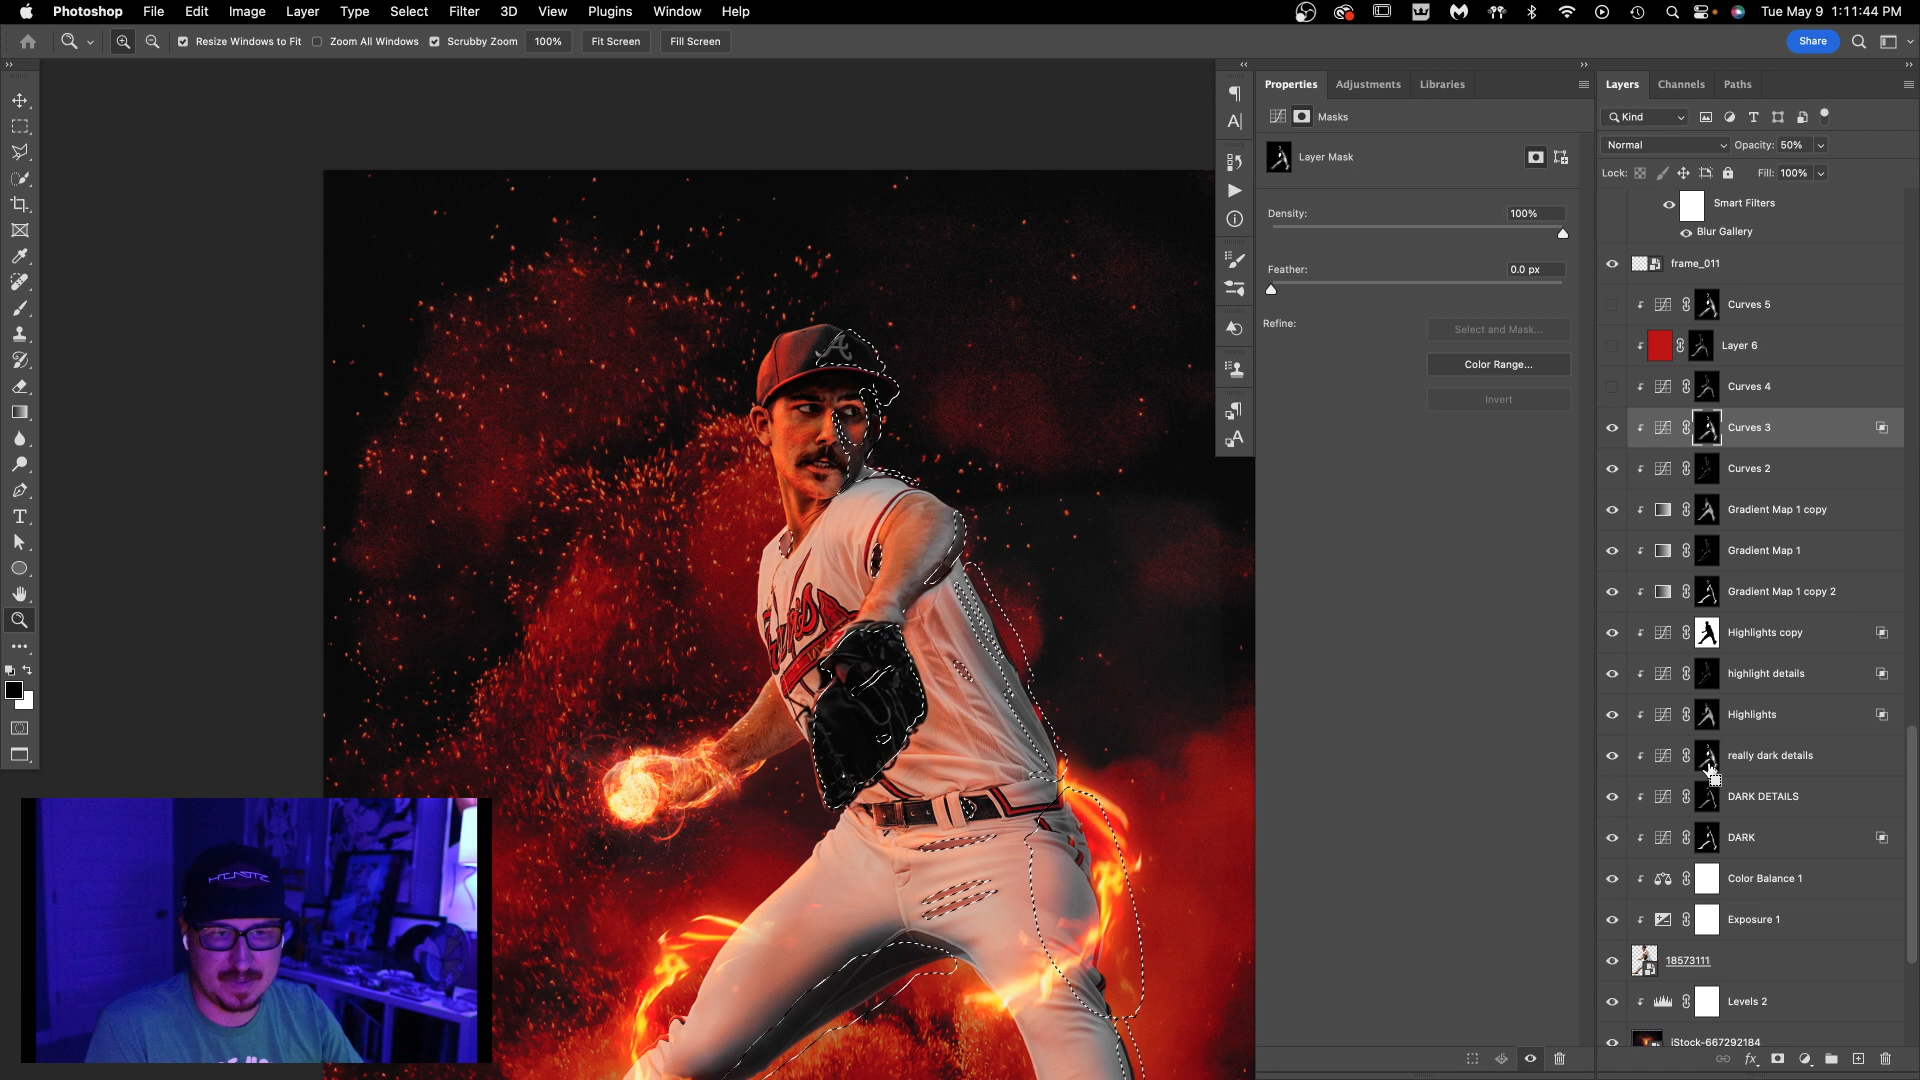 Photoshop File Edit Image Layer Type Select Filter 3D View Plugins Window Help Tue May 9 1:11:44 PM
Resize Windows to Fit Zoom All Windows Scrubby Zoom 100% Fit Screen Fill Screen Share
Properties Adjustments Libraries
Masks
Layer Mask
Density: 100%
Feather: 0.0 px
Refine: Select and Mask...
Color Range...
Invert
Layers Channels Paths
Kind
Normal Opacity: 50%
Lock: Fill: 100%
Smart Filters
Blur Gallery
frame_011
Curves 5
Layer 6
Curves 4
Curves 3
Curves 2
Gradient Map 1 copy
Gradient Map 1
Gradient Map 1 copy 2
Highlights copy
highlight details
Highlights
really dark details
DARK DETAILS
DARK
Color Balance 1
Exposure 1
18573111
Levels 2
iStock-667292184
A